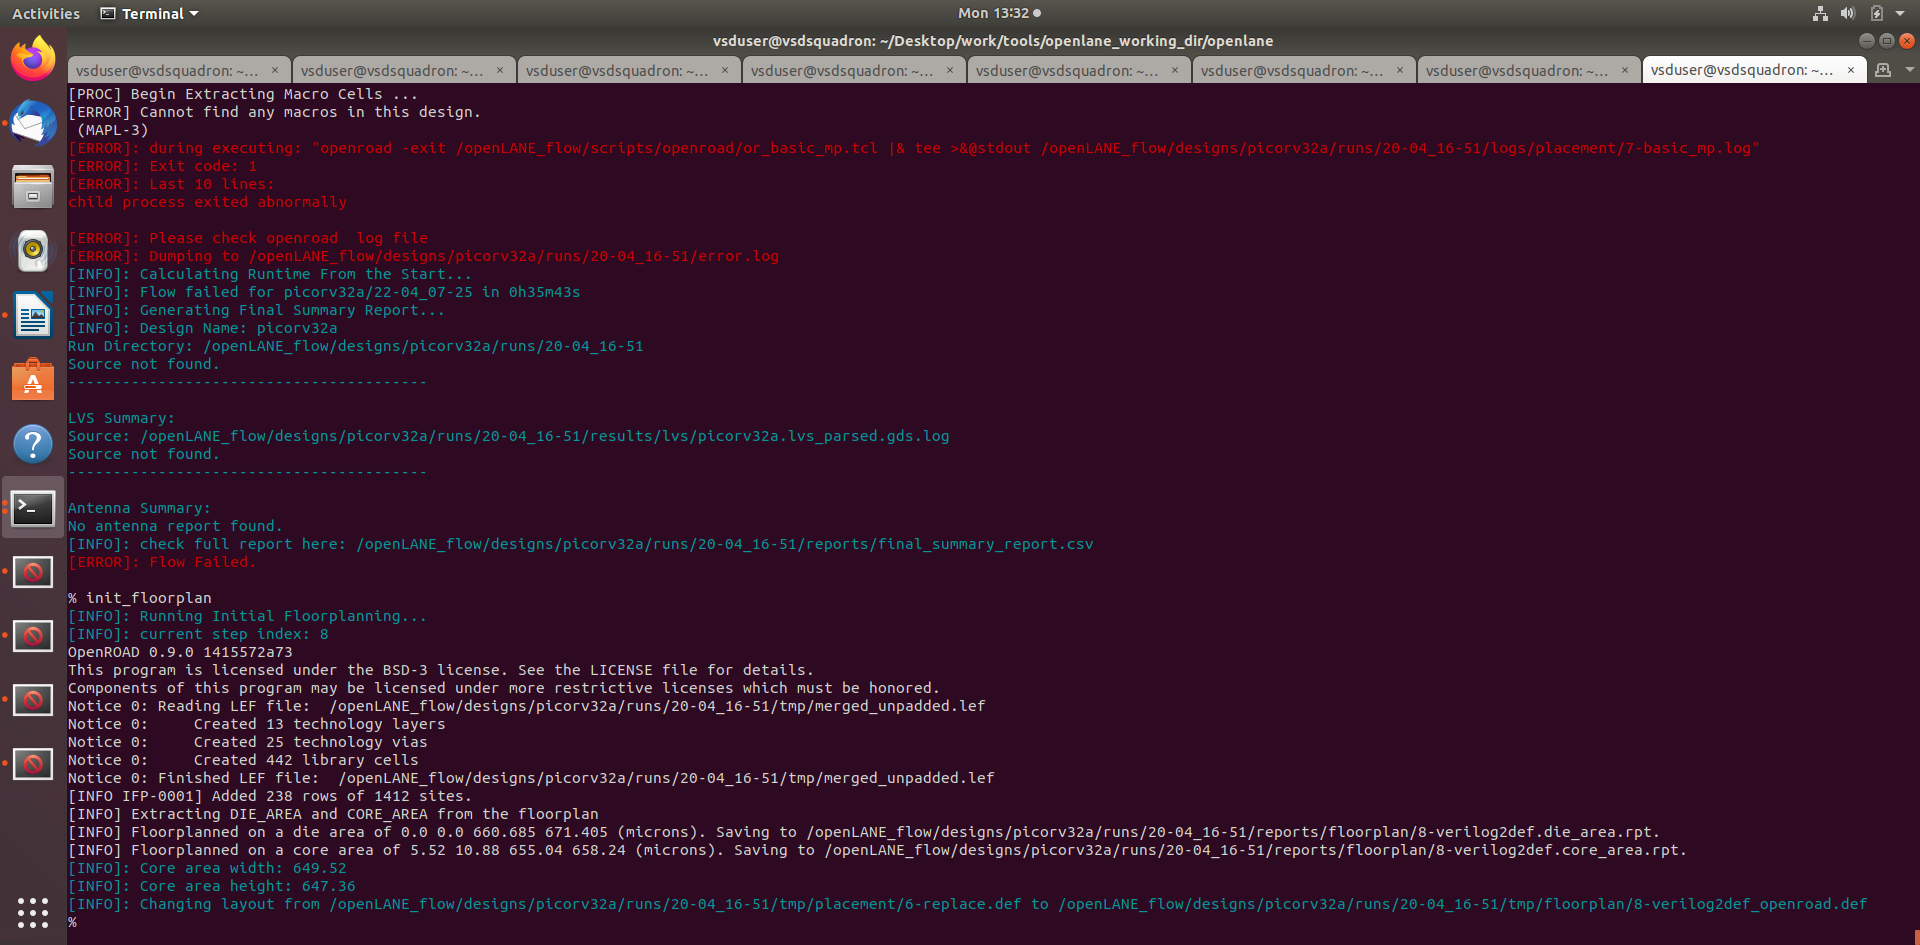 Activities
Terminal
Mon 13:32
vsduser@vsdsquadron: ~/Desktop/work/tools/openlane_working_dir/openlane
vsduser@vsdsquadron: ~... × vsduser@vsdsquadron: ~... × vsduser@vsdsquadron: ~... × vsduser@vsdsquadron: ~... × vsduser@vsdsquadron: ~... × vsduser@vsdsquadron: ~... × vsduser@vsdsquadron: ~... × vsduser@vsdsquadron: ~... ×
[PROC] Begin Extracting Macro Cells ...
[ERROR] Cannot find any macros in this design.
 (MAPL-3)
[ERROR]: during executing: "openroad -exit /openLANE_flow/scripts/openroad/or_basic_mp.tcl |& tee >&@stdout /openLANE_flow/designs/picorv32a/runs/20-04_16-51/logs/placement/7-basic_mp.log"
[ERROR]: Exit code: 1
[ERROR]: Last 10 lines:
child process exited abnormally
[ERROR]: Please check openroad  log file
[ERROR]: Dumping to /openLANE_flow/designs/picorv32a/runs/20-04_16-51/error.log
[INFO]: Calculating Runtime From the Start...
[INFO]: Flow failed for picorv32a/22-04_07-25 in 0h35m43s
[INFO]: Generating Final Summary Report...
[INFO]: Design Name: picorv32a
Run Directory: /openLANE_flow/designs/picorv32a/runs/20-04_16-51
Source not found.
----------------------------------------
LVS Summary:
Source: /openLANE_flow/designs/picorv32a/runs/20-04_16-51/results/lvs/picorv32a.lvs_parsed.gds.log
Source not found.
----------------------------------------
Antenna Summary:
No antenna report found.
[INFO]: check full report here: /openLANE_flow/designs/picorv32a/runs/20-04_16-51/reports/final_summary_report.csv
[ERROR]: Flow Failed.
% init_floorplan
[INFO]: Running Initial Floorplanning...
[INFO]: current step index: 8
OpenROAD 0.9.0 1415572a73
This program is licensed under the BSD-3 license. See the LICENSE file for details.
Components of this program may be licensed under more restrictive licenses which must be honored.
Notice 0: Reading LEF file:  /openLANE_flow/designs/picorv32a/runs/20-04_16-51/tmp/merged_unpadded.lef
Notice 0:     Created 13 technology layers
Notice 0:     Created 25 technology vias
Notice 0:     Created 442 library cells
Notice 0: Finished LEF file:  /openLANE_flow/designs/picorv32a/runs/20-04_16-51/tmp/merged_unpadded.lef
[INFO IFP-0001] Added 238 rows of 1412 sites.
[INFO] Extracting DIE_AREA and CORE_AREA from the floorplan
[INFO] Floorplanned on a die area of 0.0 0.0 660.685 671.405 (microns). Saving to /openLANE_flow/designs/picorv32a/runs/20-04_16-51/reports/floorplan/8-verilog2def.die_area.rpt.
[INFO] Floorplanned on a core area of 5.52 10.88 655.04 658.24 (microns). Saving to /openLANE_flow/designs/picorv32a/runs/20-04_16-51/reports/floorplan/8-verilog2def.core_area.rpt.
[INFO]: Core area width: 649.52
[INFO]: Core area height: 647.36
[INFO]: Changing layout from /openLANE_flow/designs/picorv32a/runs/20-04_16-51/tmp/placement/6-replace.def to /openLANE_flow/designs/picorv32a/runs/20-04_16-51/tmp/floorplan/8-verilog2def_openroad.def
%